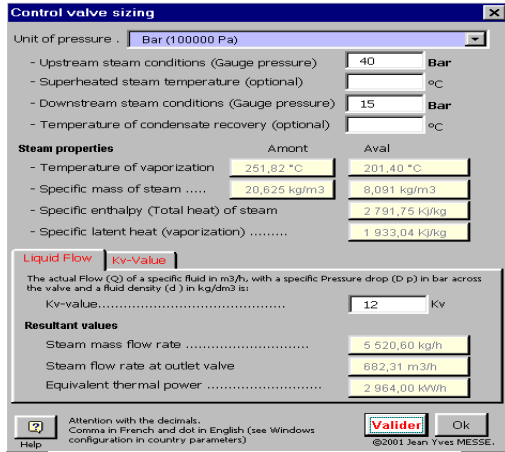 Control valve sizing
Unit of pressure . Bar (100000 Pa)
- Upstream steam conditions (Gauge pressure) 40 Bar
- Superheated steam temperature (optional) °C
- Downstream steam conditions (Gauge pressure) 15 Bar
- Temperature of condensate recovery (optional) °C
Steam properties Amont Aval
- Temperature of vaporization 251,82 °C 201,40 °C
- Specific mass of steam ..... 20,625 kg/m3 8,091 kg/m3
- Specific enthalpy (Total heat) of steam 2 791,75 Kj/kg
- Specific latent heat (vaporization) ......... 1 933,04 Kj/kg
Liquid Flow Kv-Value
The actual Flow (Q) of a specific fluid in m3/h, with a specific Pressure drop (D p) in bar across
the valve and a fluid density (d ) in kg/dm3 is:
Kv-value............................................. 12 Kv
Resultant values
Steam mass flow rate .............................. 5 520,60 kg/h
Steam flow rate at outlet valve 682,31 m3/h
Equivalent thermal power ............................ 2 964,00 kW/h
Help
Attention with the decimals.
Comma in French and dot in English (see Windows
configuration in country parameters)
Valider Ok
©2001 Jean Yves MESSE.